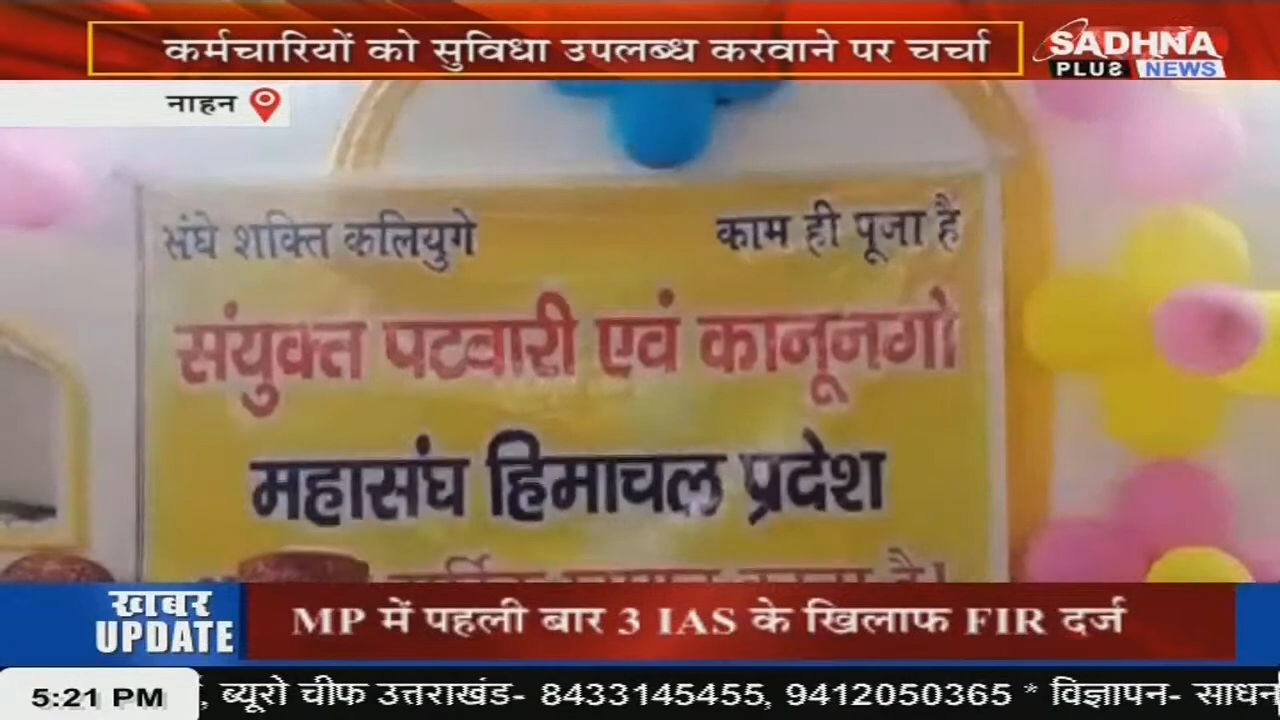 कर्मचारियों को सुविधा उपलब्ध करवाने पर चर्चा
SADHNA
PLUS NEWS
नाहन
संघे शक्ति कलियुगे
काम ही पूजा है
संयुक्त पटवारी एवं कानूनगो
महासंघ हिमाचल प्रदेश
है।
खबर
UPDATE
MP में पहली बार 3 IAS के खिलाफ FIR दर्ज
5:21 PM
, ब्यूरो चीफ उत्तराखंड- 8433145455, 9412050365 * विज्ञापन-